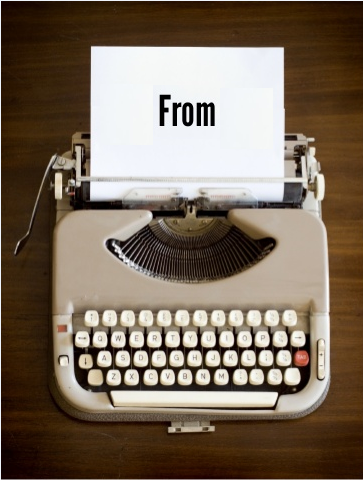 From
Q W E R T Y U I O P
A S D F G H J K L
Z X C V B N M